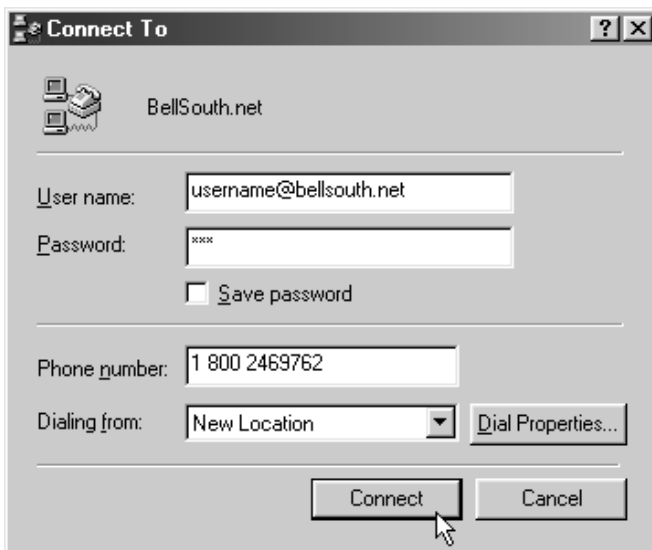 Connect To
BellSouth.net
User name: username@bellsouth.net
Password: ***
Save password
Phone number: 1 800 2469762
Dialing from: New Location Dial Properties...
Connect Cancel